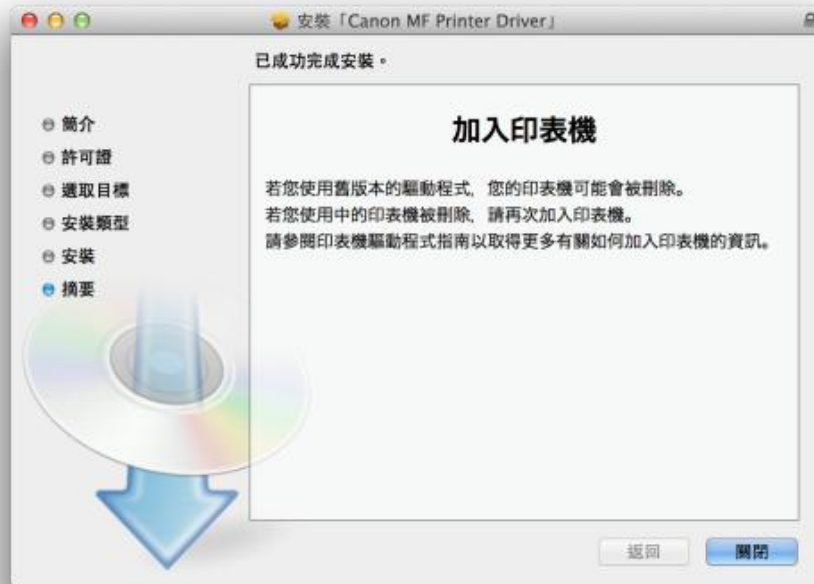 安裝「Canon MF Printer Driver」
已成功完成安裝。
簡介
許可證
選取目標
安裝類型
安裝
摘要
加入印表機
若您使用舊版本的驅動程式，您的印表機可能會被刪除。
若您使用中的印表機被刪除，請再次加入印表機。
請參閱印表機驅動程式指南以取得更多有關如何加入印表機的資訊。
返回
關閉